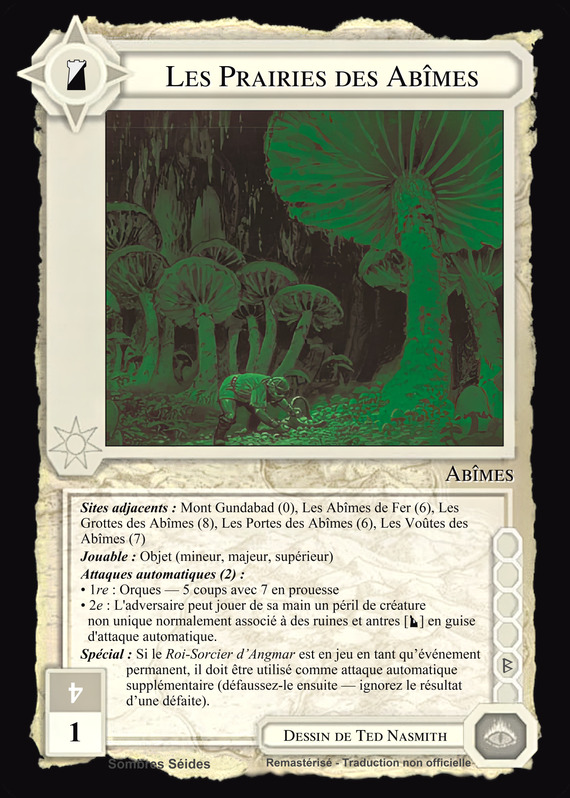 Les Prairies des Abîmes
Abîmes
Sites adjacents : Mont Gundabad (0), Les Abîmes de Fer (6), Les
Grottes des Abîmes (8), Les Portes des Abîmes (6), Les Voûtes des
Abîmes (7)
Jouable : Objet (mineur, majeur, supérieur)
Attaques automatiques (2) :
• 1re : Orques — 5 coups avec 7 en prouesse
• 2e : L'adversaire peut jouer de sa main un péril de créature
non unique normalement associé à des ruines et antres [ ] en guise
d'attaque automatique.
Spécial : Si le Roi-Sorcier d’Angmar est en jeu en tant qu’événement
permanent, il doit être utilisé comme attaque automatique
supplémentaire (défaussez-le ensuite — ignorez le résultat
d’une défaite).
4
1
Dessin de Ted Nasmith
Sombres Séides
Remastérisé - Traduction non officielle